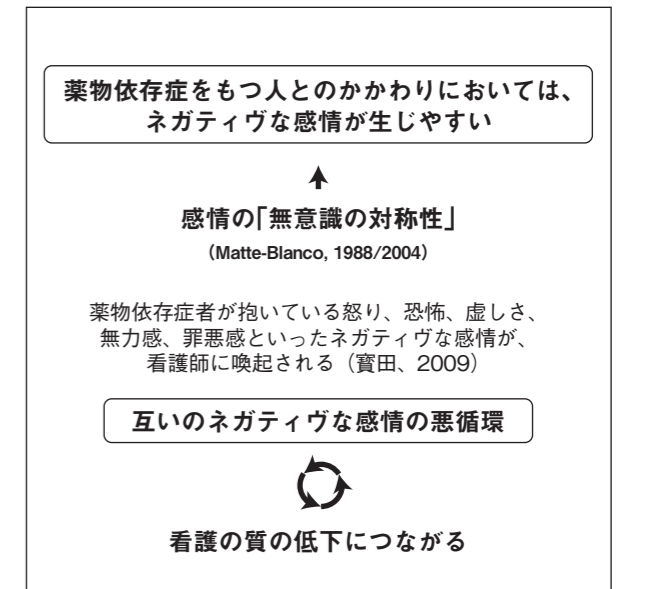 薬物依存症をもつ人とのかかわりにおいては、
ネガティヴな感情が生じやすい
感情の「無意識の対称性」
（Matte-Blanco, 1988/2004）
薬物依存症者が抱いている怒り、恐怖、虚しさ、
無力感、罪悪感といったネガティヴな感情が、
看護師に喚起される（寳田、2009）
互いのネガティヴな感情の悪循環
看護の質の低下につながる